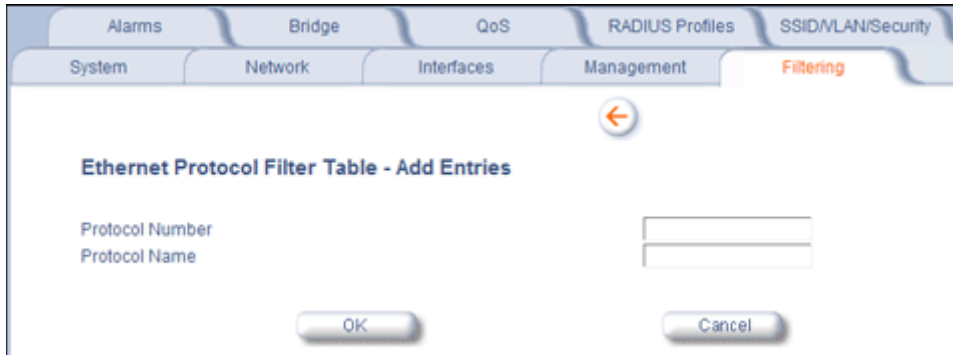 Alarms Bridge QoS RADIUS Profiles SSID/VLAN/Security
System Network Interfaces Management Filtering
Ethernet Protocol Filter Table - Add Entries
Protocol Number
Protocol Name
OK Cancel